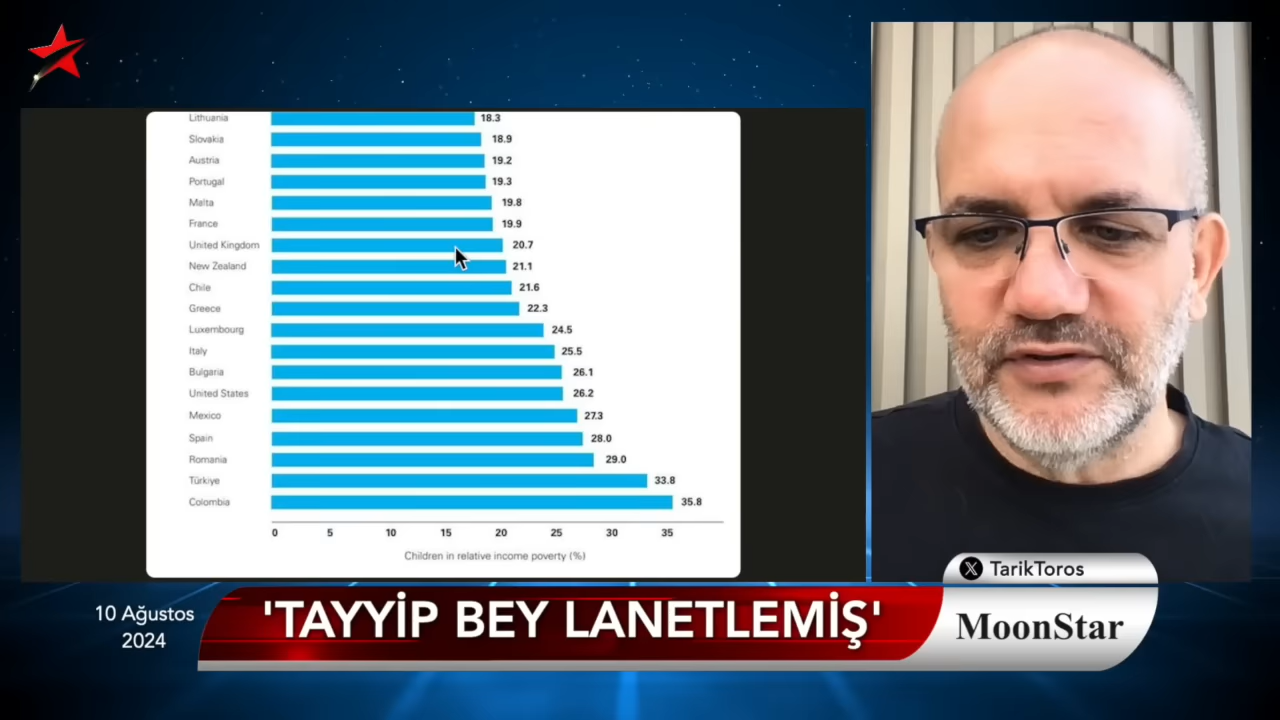 Lithuania 18.3
Slovakia 18.9
Austria 19.2
Portugal 19.3
Malta 19.8
France 19.9
United Kingdom 20.7
New Zealand 21.1
Chile 21.6
Greece 22.3
Luxembourg 24.5
Italy 25.5
Bulgaria 26.1
United States 26.2
Mexico 27.3
Spain 28.0
Romania 29.0
Türkiye 33.8
Colombia 35.8
0 5 10 15 20 25 30 35
Children in relative income poverty (%)
X TarikToros
10 Ağustos
2024
'TAYYİP BEY LANETLEMİŞ'
MoonStar